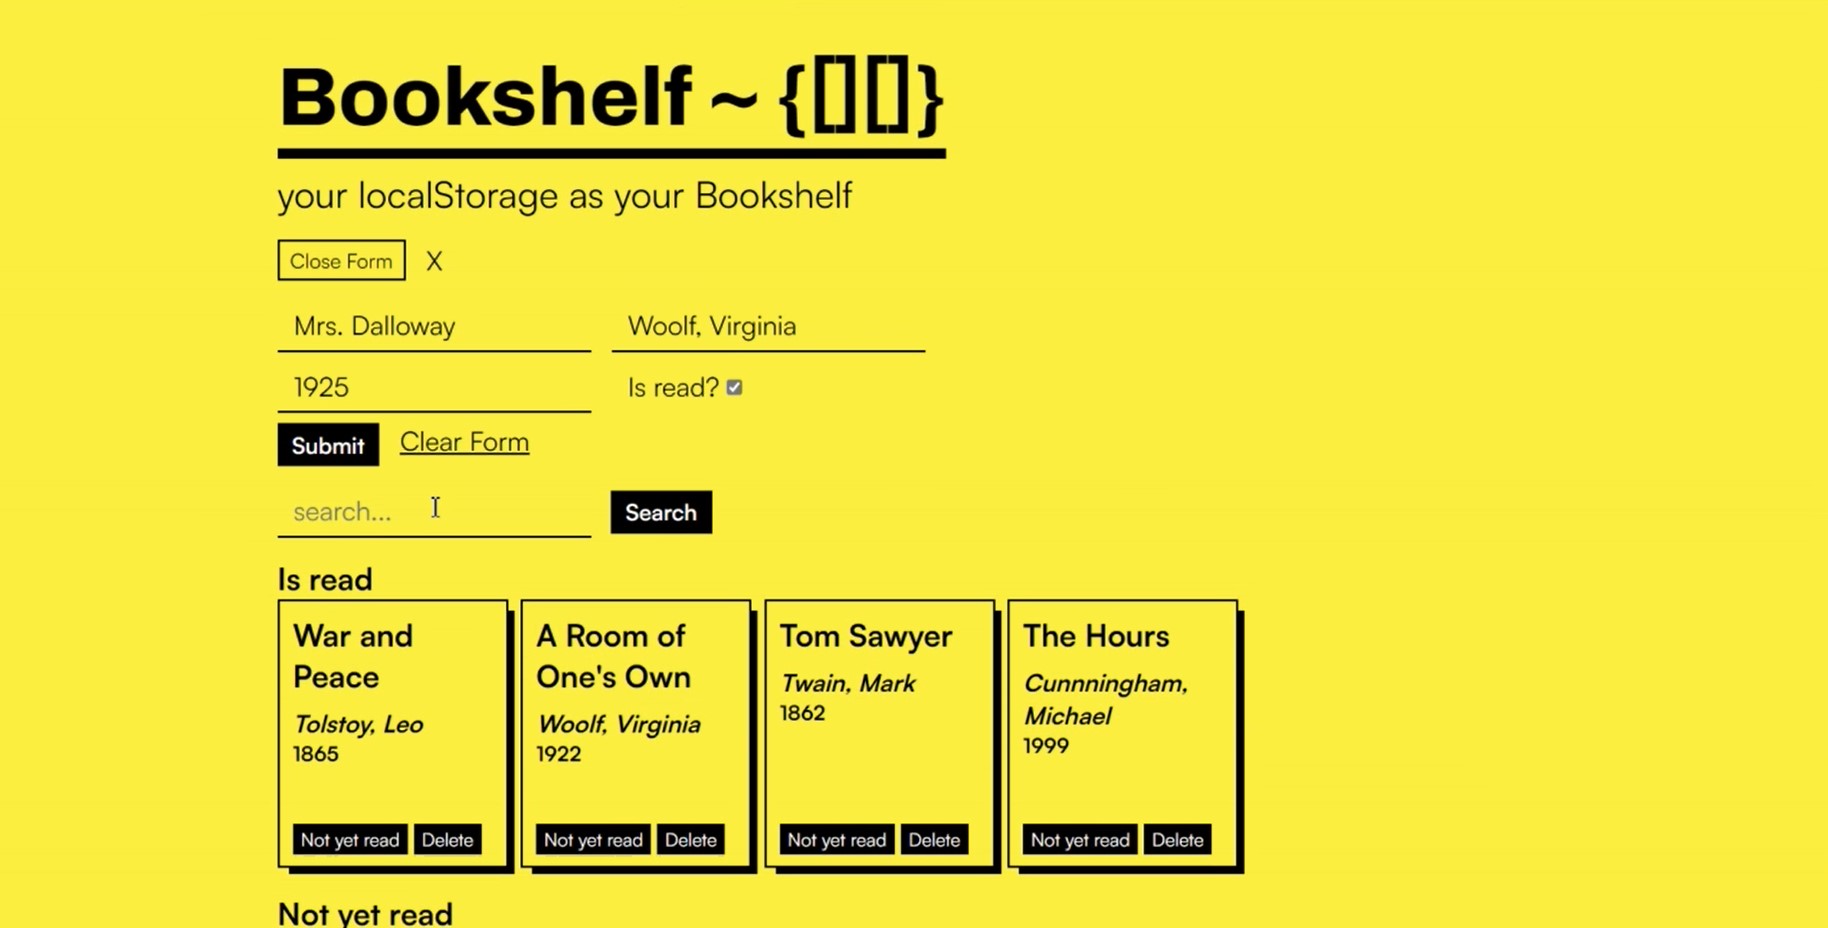 Bookshelf ~ {[][]}
your localStorage as your Bookshelf
Close Form X
Mrs. Dalloway Woolf, Virginia
1925 Is read?
Submit Clear Form
search... Search
Is read
War and
Peace
Tolstoy, Leo
1865
Not yet read Delete
A Room of
One's Own
Woolf, Virginia
1922
Not yet read Delete
Tom Sawyer
Twain, Mark
1862
Not yet read Delete
The Hours
Cunnningham,
Michael
1999
Not yet read Delete
Not yet read